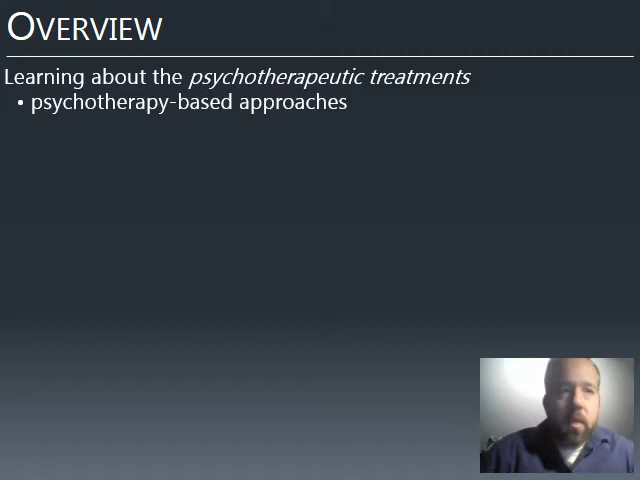 OVERVIEW
Learning about the psychotherapeutic treatments
• psychotherapy-based approaches